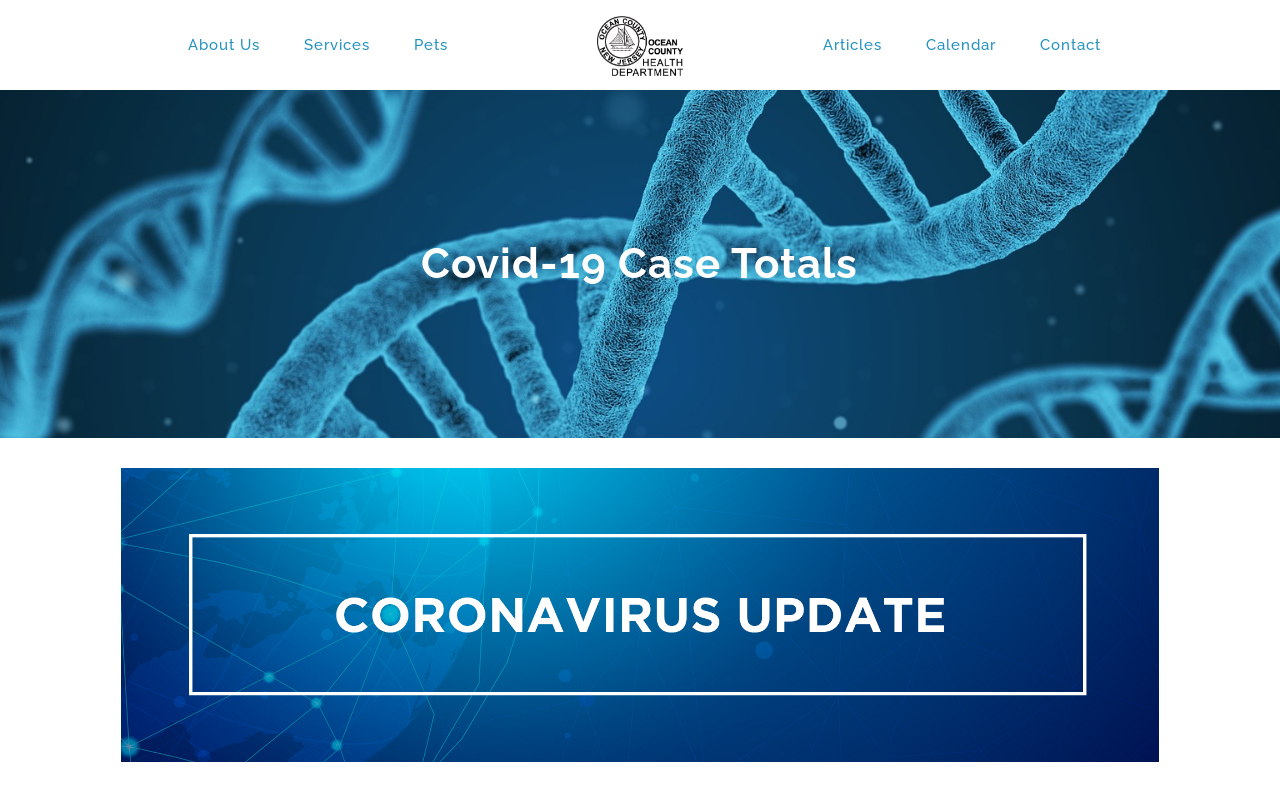 About Us
Services
Pets
OCEAN COUNTY
NEW JERSEY
OCEAN
COUNTY
HEALTH
DEPARTMENT
Articles
Calendar
Contact
Covid-19 Case Totals
CORONAVIRUS UPDATE